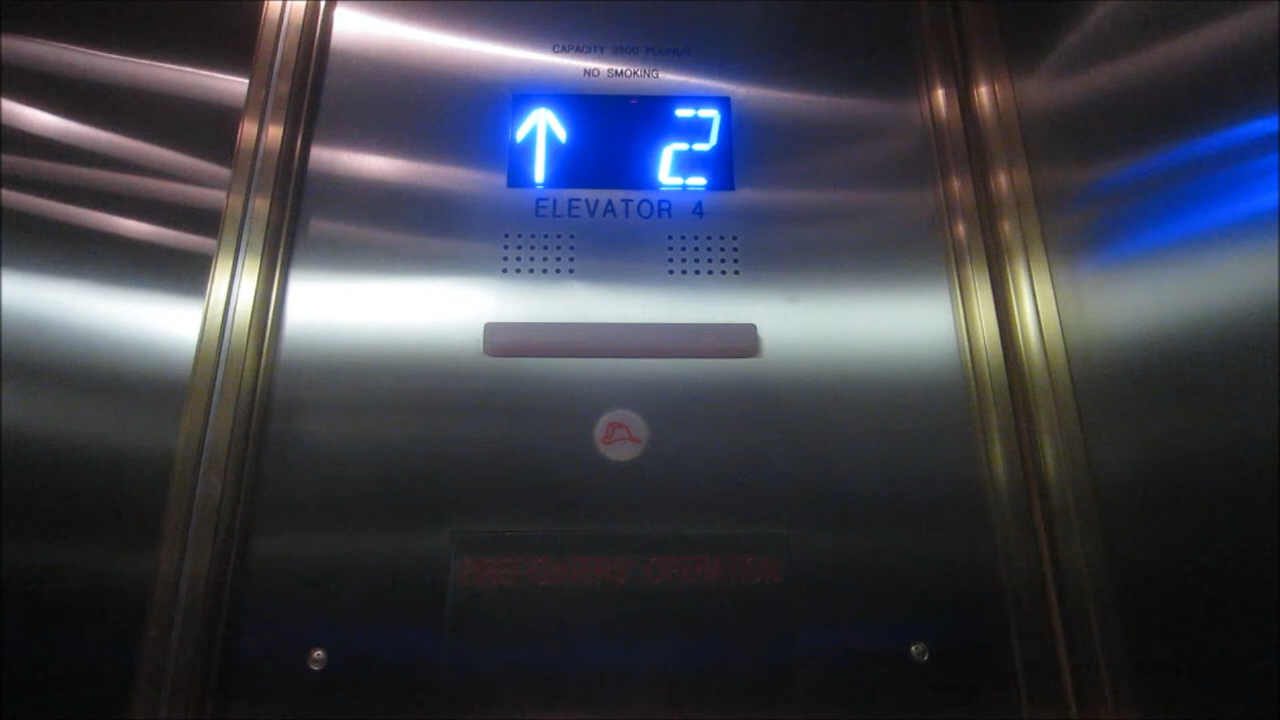 CAPACITY 3500 POUNDS
NO SMOKING
↑ 2
ELEVATOR 4
FIREFIGHTERS' OPERATION